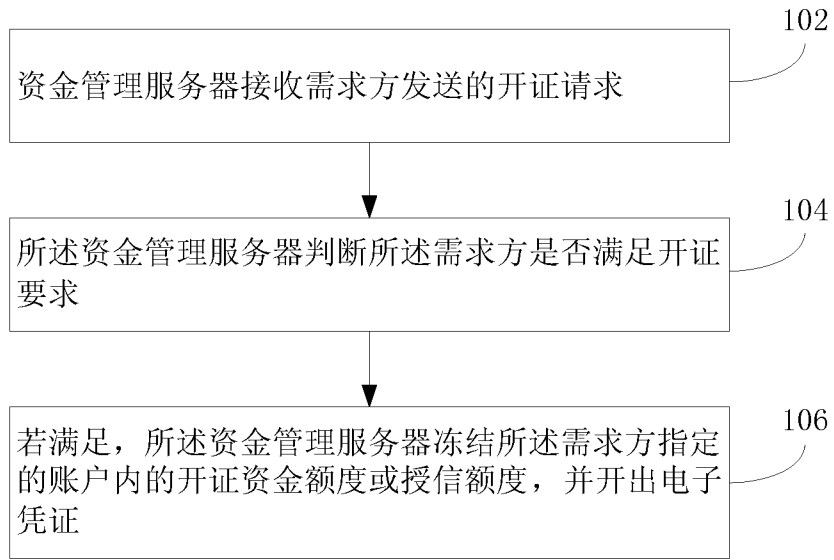 102
资金管理服务器接收需求方发送的开证请求
104
所述资金管理服务器判断所述需求方是否满足开证
要求
106
若满足，所述资金管理服务器冻结所述需求方指定
的账户内的开证资金额度或授信额度，并开出电子
凭证